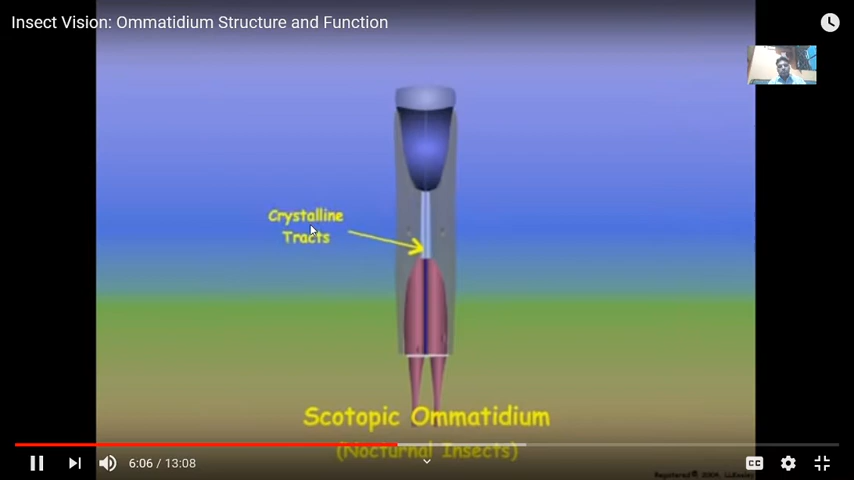 Insect Vision: Ommatidium Structure and Function
Crystalline
Tracts
Scotopic Ommatidium
(Nocturnal Insects)
6:06 / 13:08
CC